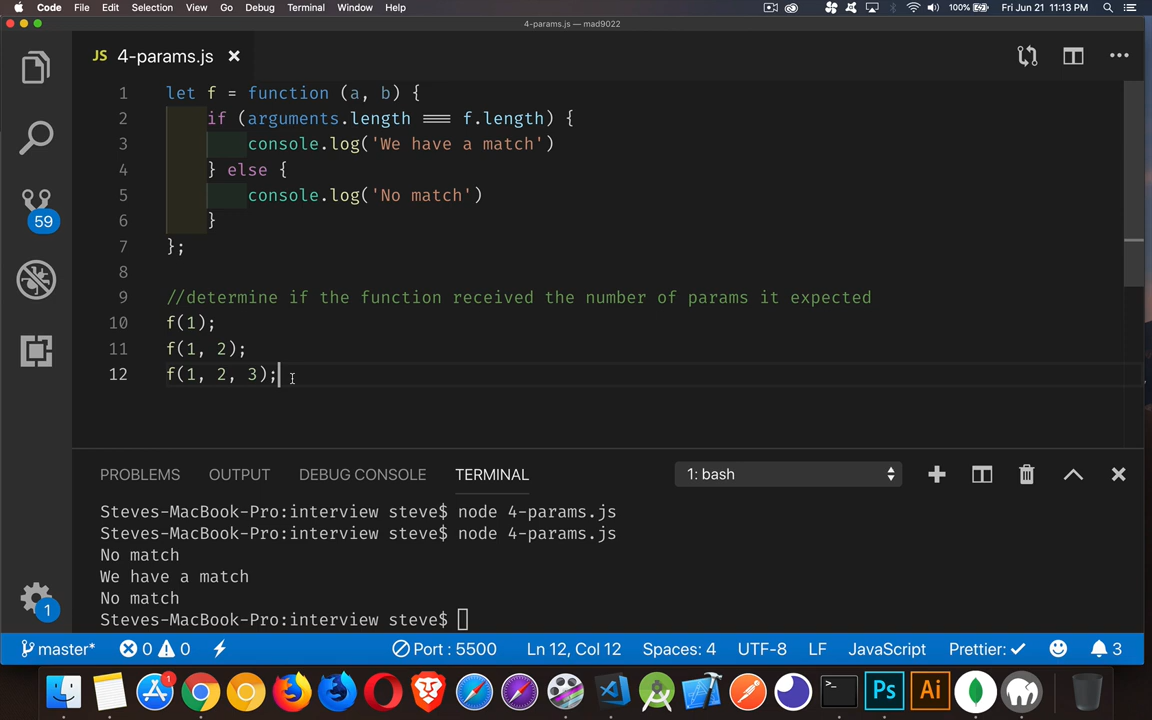 Code File Edit Selection View Go Debug Terminal Window Help 100% Fri Jun 21 11:13 PM
4-params.js — mad9022
JS 4-params.js
1 let f = function (a, b) {
2 if (arguments.length === f.length) {
3 console.log('We have a match')
4 } else {
5 console.log('No match')
6 }
7 };
8
9 //determine if the function received the number of params it expected
10 f(1);
11 f(1, 2);
12 f(1, 2, 3);
59
PROBLEMS OUTPUT DEBUG CONSOLE TERMINAL 1: bash
Steves-MacBook-Pro:interview steve$ node 4-params.js
Steves-MacBook-Pro:interview steve$ node 4-params.js
No match
We have a match
No match
Steves-MacBook-Pro:interview steve$
1
master* 0 0 Port : 5500 Ln 12, Col 12 Spaces: 4 UTF-8 LF JavaScript Prettier: 3
1 >_ Ps Ai